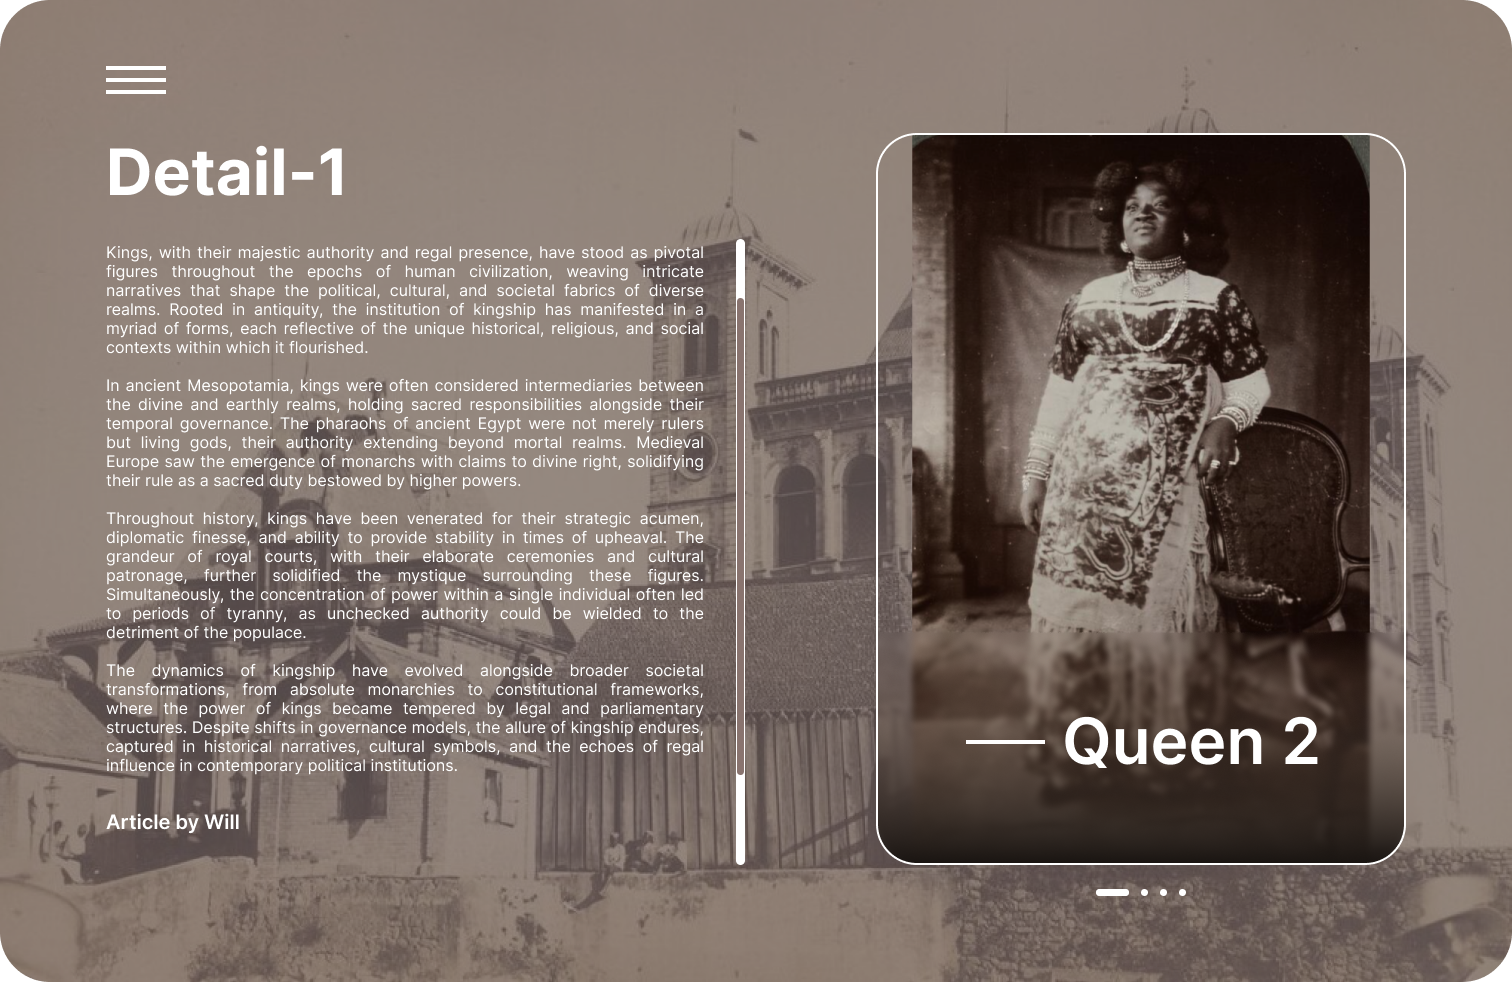 Detail-1
Kings, with their majestic authority and regal presence, have stood as pivotal
figures throughout the epochs of human civilization, weaving intricate
narratives that shape the political, cultural, and societal fabrics of diverse
realms. Rooted in antiquity, the institution of kingship has manifested in a
myriad of forms, each reflective of the unique historical, religious, and social
contexts within which it flourished.
In ancient Mesopotamia, kings were often considered intermediaries between
the divine and earthly realms, holding sacred responsibilities alongside their
temporal governance. The pharaohs of ancient Egypt were not merely rulers
but living gods, their authority extending beyond mortal realms. Medieval
Europe saw the emergence of monarchs with claims to divine right, solidifying
their rule as a sacred duty bestowed by higher powers.
Throughout history, kings have been venerated for their strategic acumen,
diplomatic finesse, and ability to provide stability in times of upheaval. The
grandeur of royal courts, with their elaborate ceremonies and cultural
patronage, further solidified the mystique surrounding these figures.
Simultaneously, the concentration of power within a single individual often led
to periods of tyranny, as unchecked authority could be wielded to the
detriment of the populace.
The dynamics of kingship have evolved alongside broader societal
transformations, from absolute monarchies to constitutional frameworks,
where the power of kings became tempered by legal and parliamentary
structures. Despite shifts in governance models, the allure of kingship endures,
captured in historical narratives, cultural symbols, and the echoes of regal
influence in contemporary political institutions.
Article by Will
Queen 2